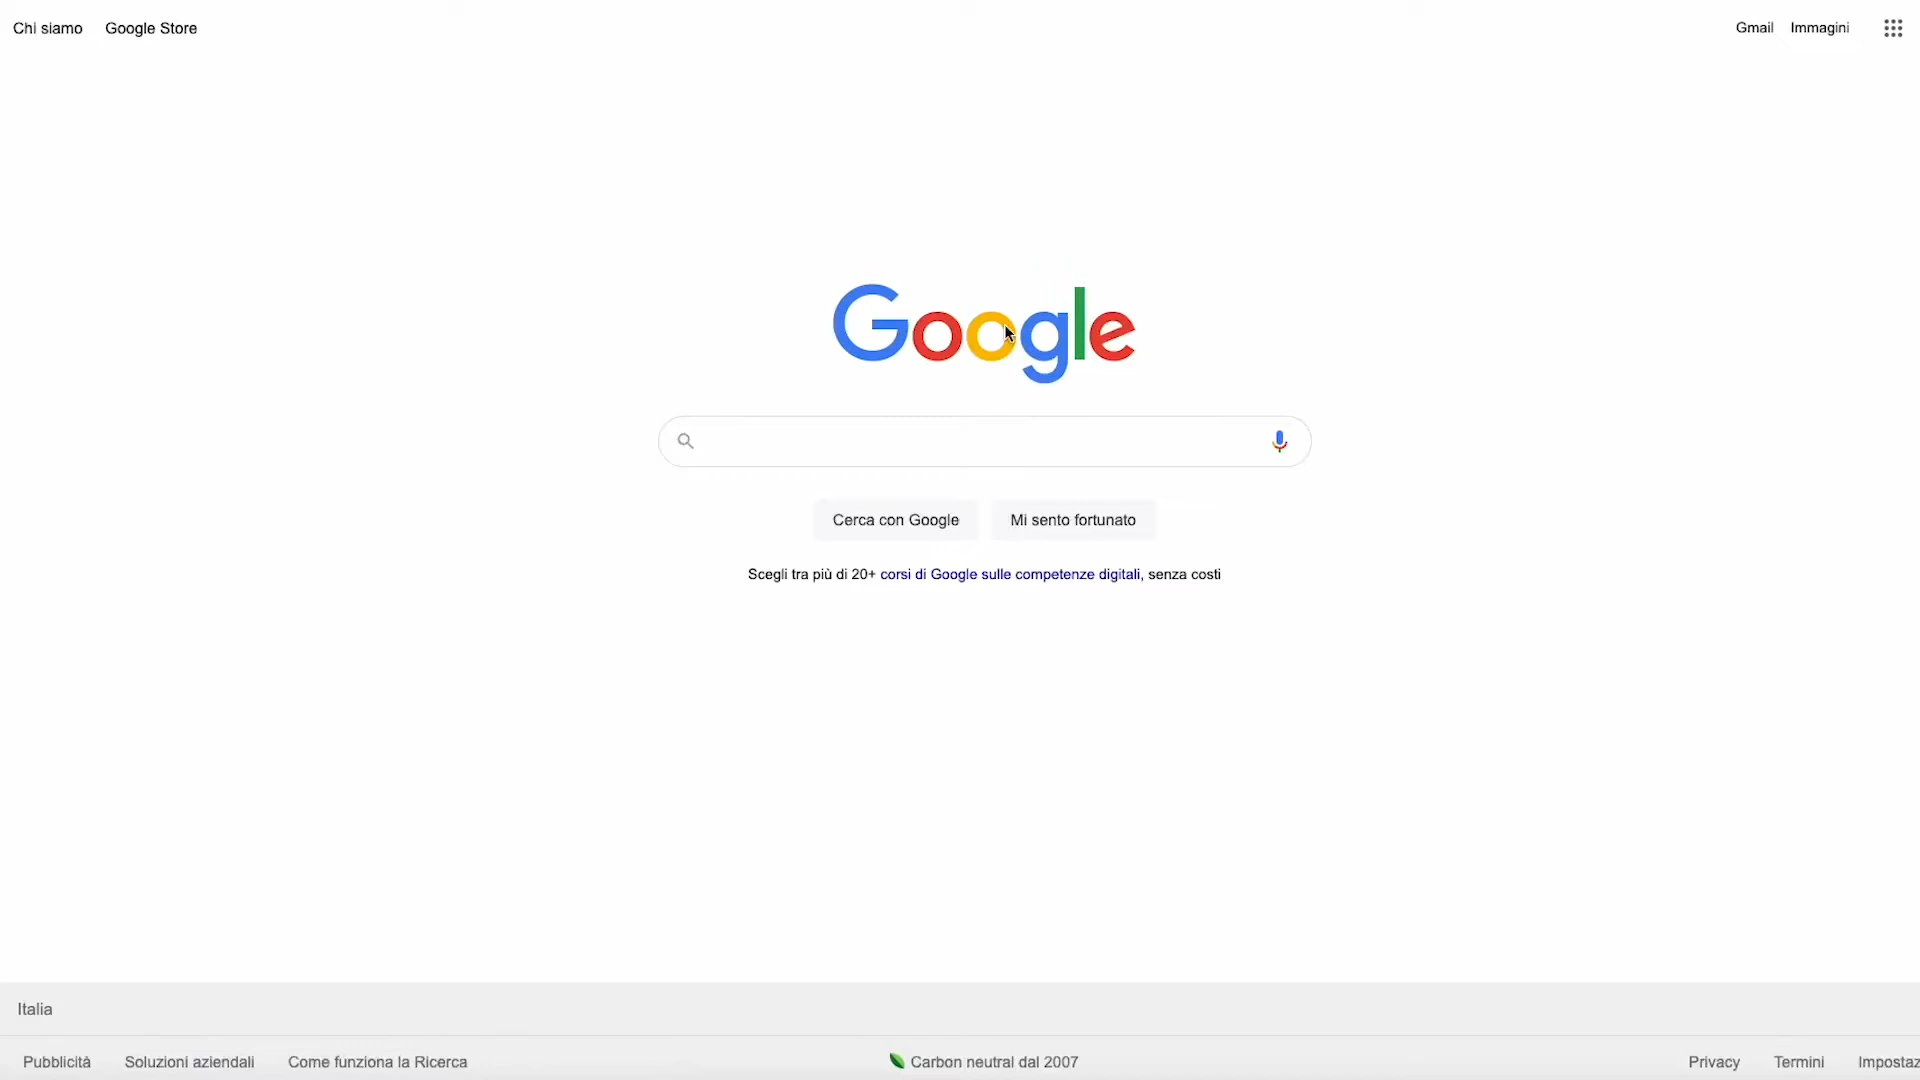 Chi siamo Google Store Gmail Immagini
Google
Cerca con Google Mi sento fortunato
Scegli tra più di 20+ corsi di Google sulle competenze digitali, senza costi
Italia
Pubblicità Soluzioni aziendali Come funziona la Ricerca Carbon neutral dal 2007 Privacy Termini Impostaz